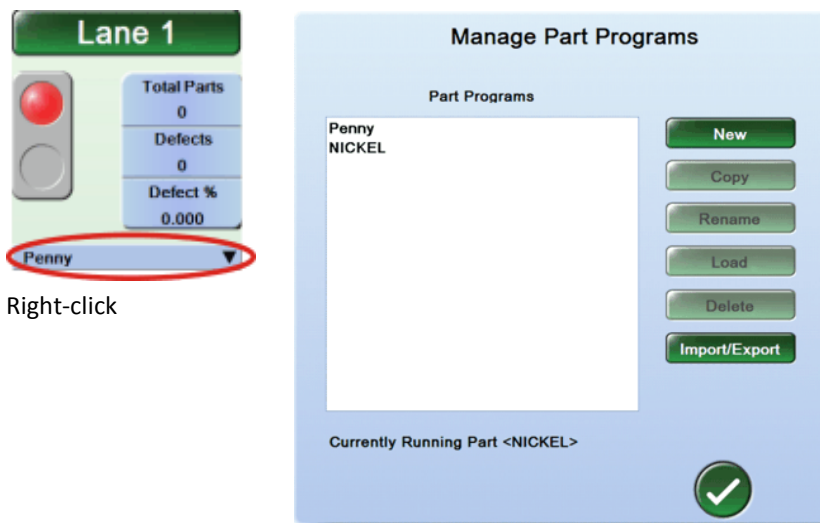 Lane 1
Total Parts
0
Defects
0
Defect %
0.000
Penny
Right-click
Manage Part Programs
Part Programs
Penny
NICKEL
New
Copy
Rename
Load
Delete
Import/Export
Currently Running Part <NICKEL>